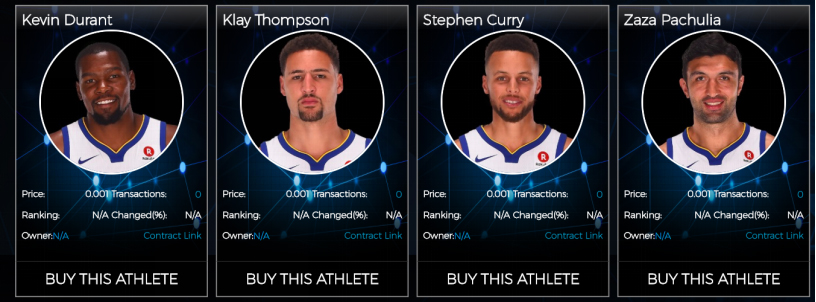 Kevin Durant
Klay Thompson
Stephen Curry
Zaza Pachulia
Price: 0.001 Transactions: 0
Price: 0.001 Transactions: 0
Price: 0.001 Transactions: 0
Price: 0.001 Transactions: 0
Ranking: N/A Changed(%): N/A
Ranking: N/A Changed(%): N/A
Ranking: N/A Changed(%): N/A
Ranking: N/A Changed(%): N/A
Owner:N/A Contract Link
Owner:N/A Contract Link
Owner:N/A Contract Link
Owner:N/A Contract Link
BUY THIS ATHLETE
BUY THIS ATHLETE
BUY THIS ATHLETE
BUY THIS ATHLETE